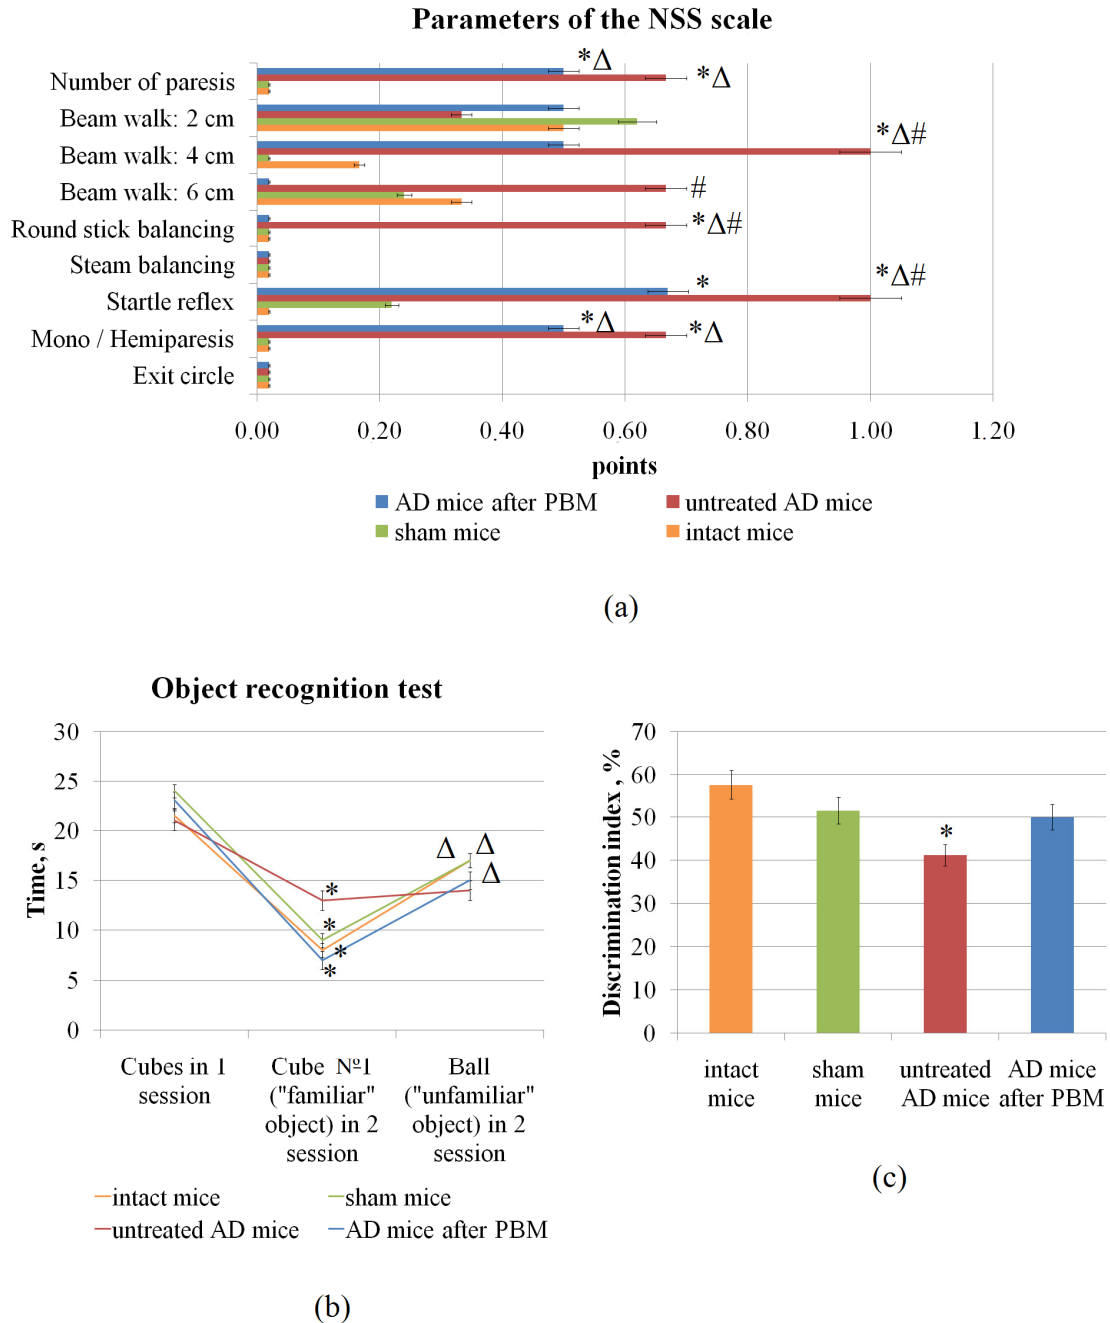 Parameters of the NSS scale
Number of paresis
*Δ
*Δ
Beam walk: 2 cm
Beam walk: 4 cm
*Δ#
Beam walk: 6 cm
#
Round stick balancing
*Δ#
Steam balancing
Startle reflex
*
*Δ#
Mono / Hemiparesis
*Δ
*Δ
Exit circle
0.00 0.20 0.40 0.60 0.80 1.00 1.20
points
AD mice after PBM untreated AD mice
sham mice intact mice
(a)
Object recognition test
30
25
20
15
10
5
0
Time, s
*
*
*
*
Δ
Δ
Δ
Cubes in 1
session
Cube №1
("familiar"
object) in 2
session
Ball
("unfamiliar"
object) in 2
session
intact mice sham mice
untreated AD mice AD mice after PBM
(b)
70
60
50
40
30
20
10
0
Discrimination index , %
*
intact
mice
sham
mice
untreated
AD mice
AD mice
after PBM
(c)